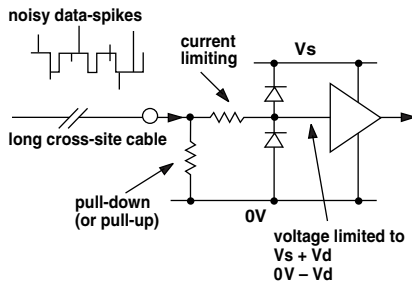 noisy data-spikes
current
limiting
Vs
long cross-site cable
pull-down
(or pull-up)
0V
voltage limited to
Vs + Vd
0V – Vd